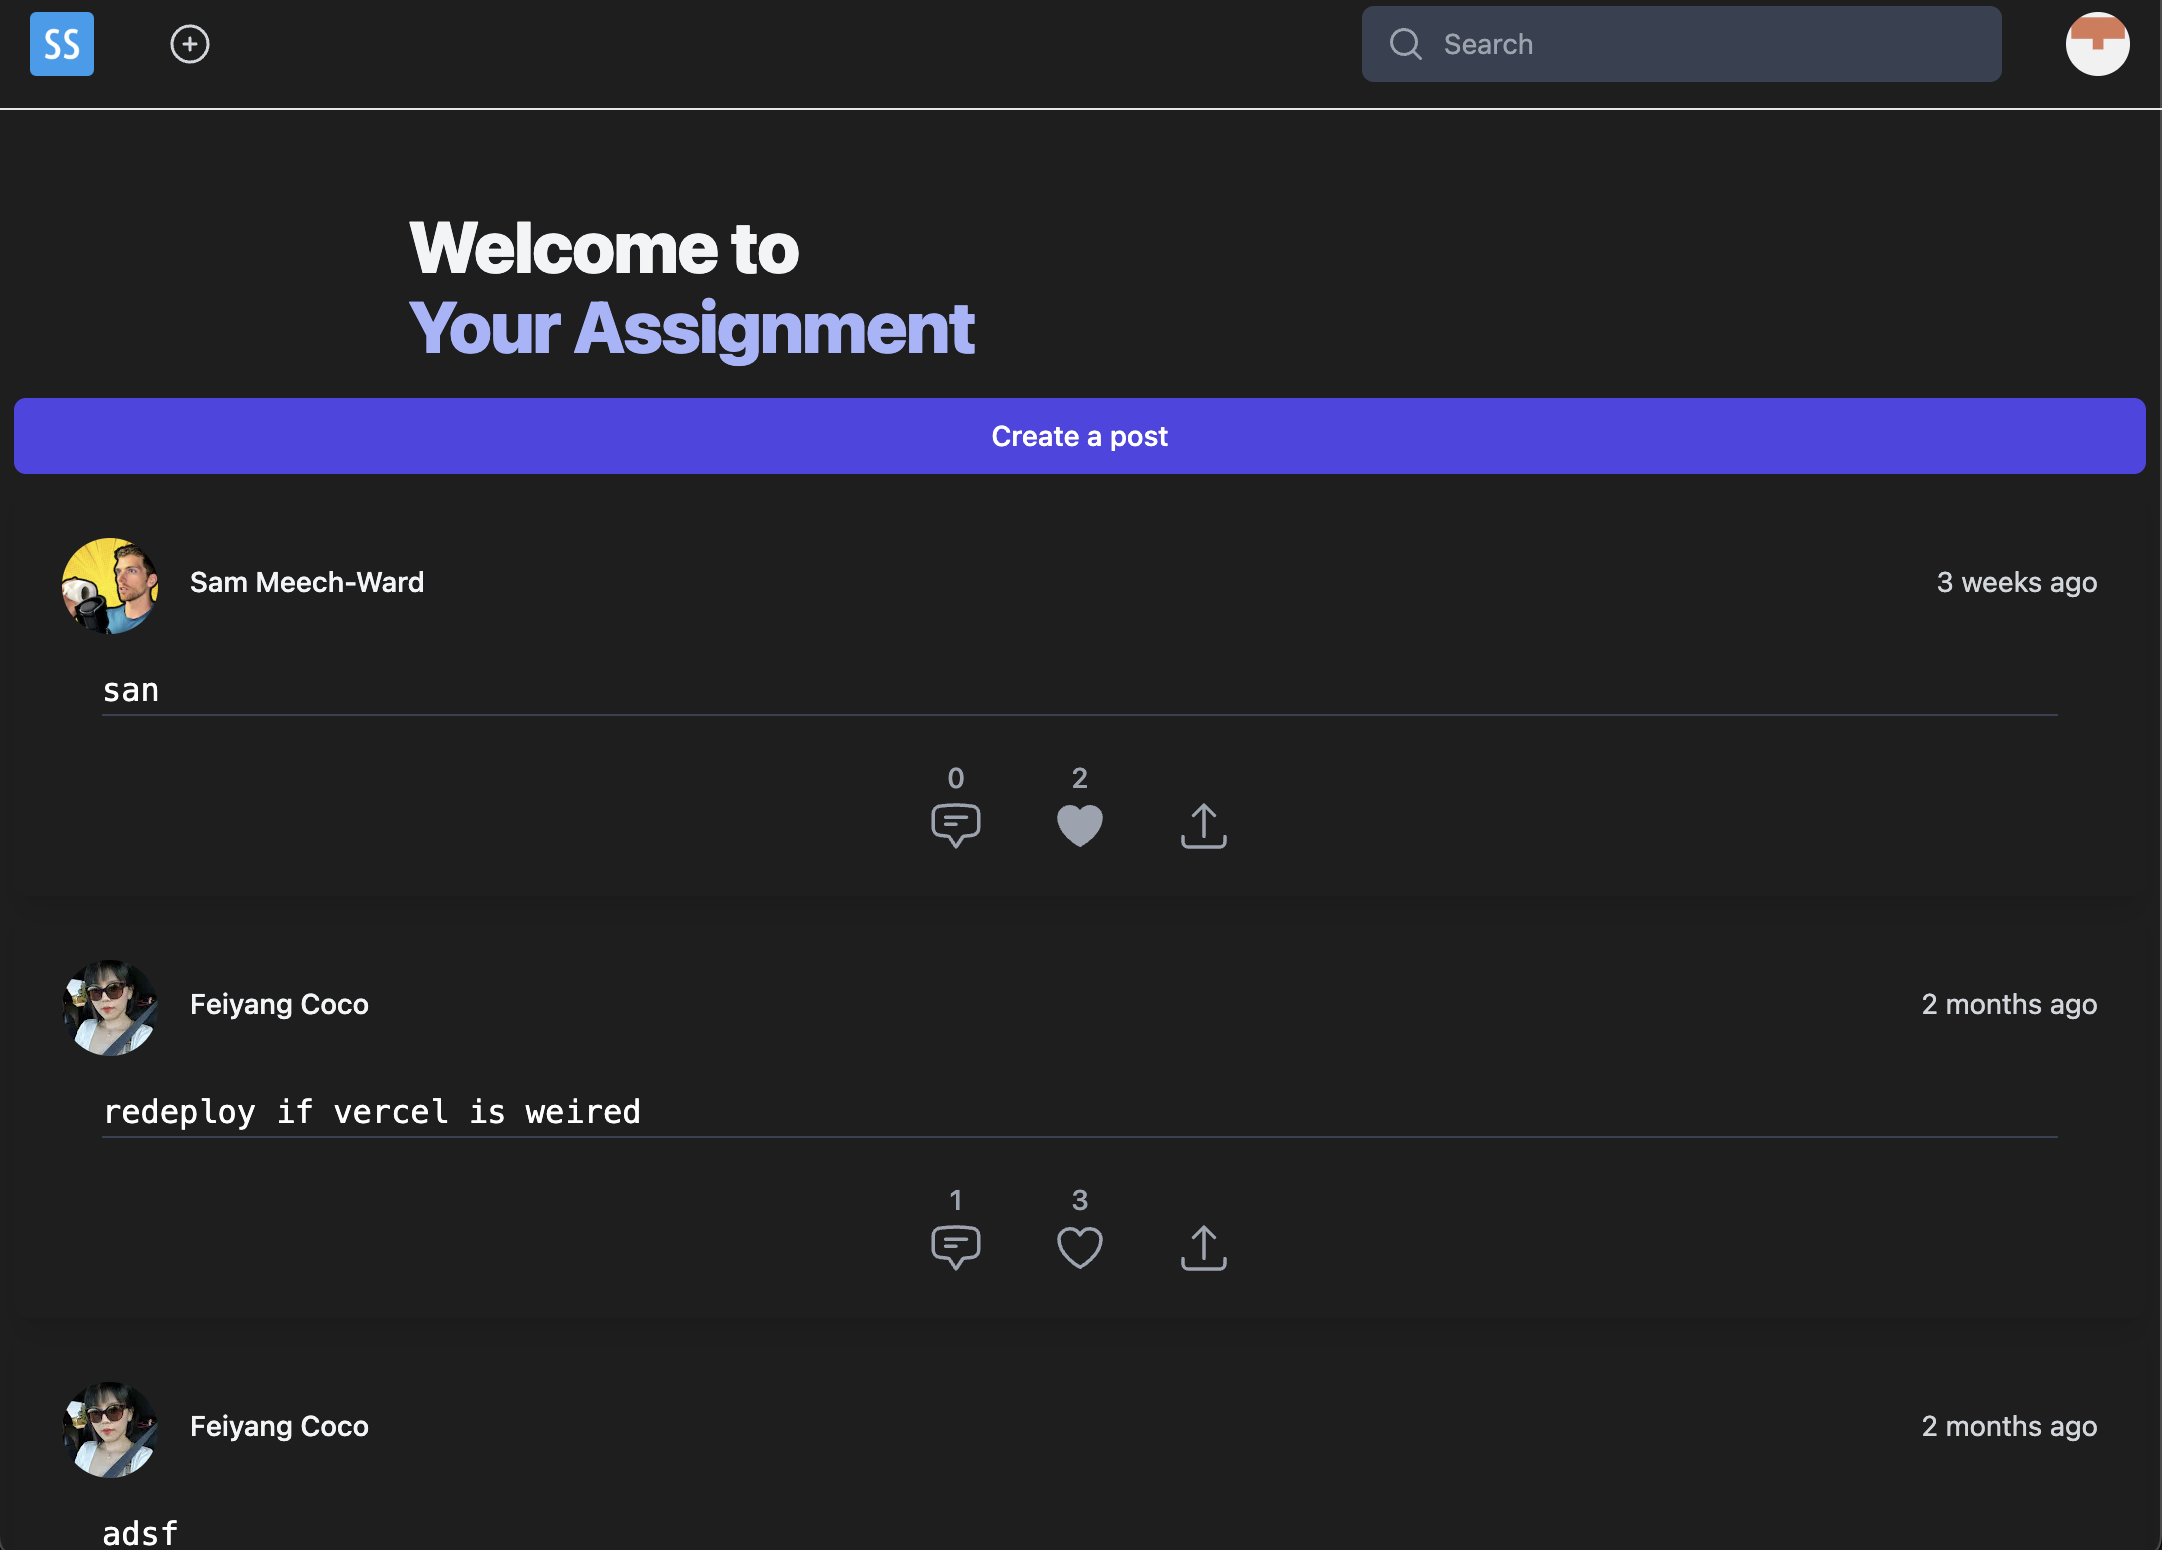 SS
Search
Welcome to
Your Assignment
Create a post
Sam Meech-Ward
3 weeks ago
san
0 2
Feiyang Coco
2 months ago
redeploy if vercel is weired
1 3
Feiyang Coco
2 months ago
adsf